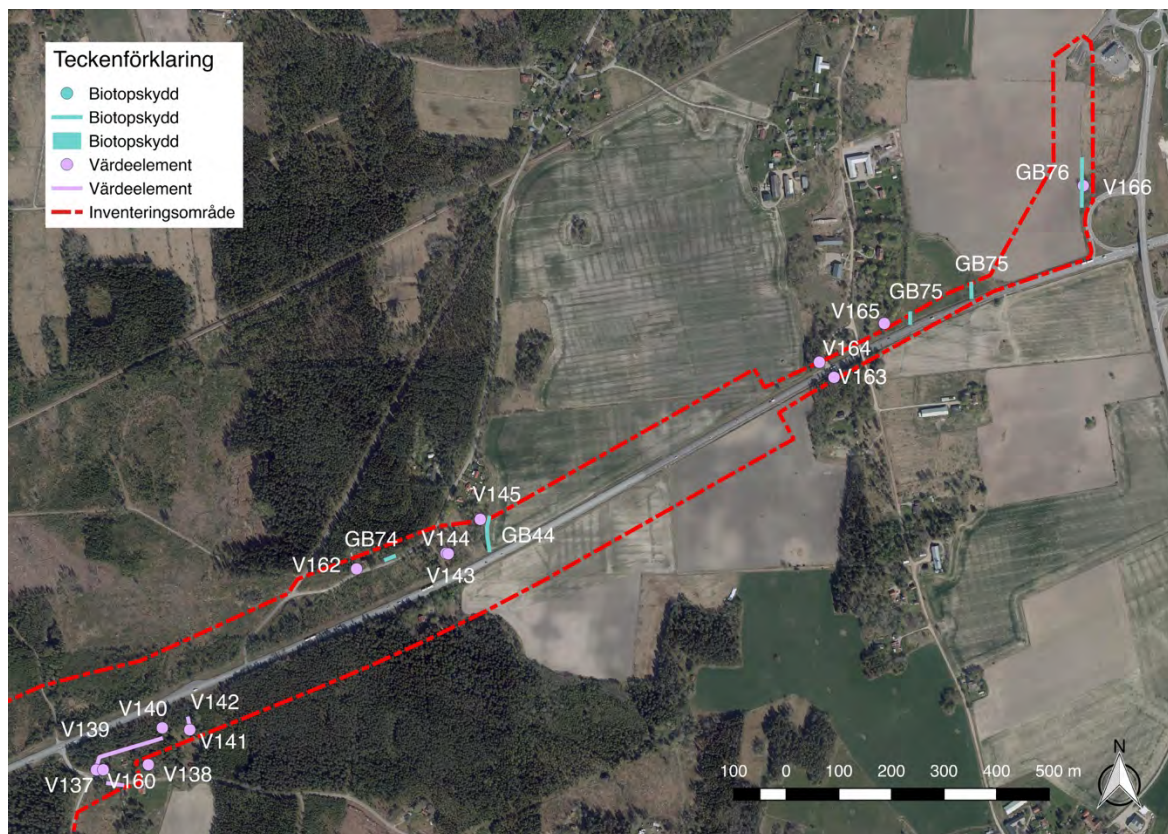 Teckenförklaring
Biotopskydd
Biotopskydd
Biotopskydd
Värdeelement
Värdeelement
Inventeringsområde
GB76
V166
GB75
GB75
V165
V164
V163
V145
GB44
GB74
V144
V162
V143
V142
V140
V139
V141
V137
V160
V138
N
100 0 100 200 300 400 500 m